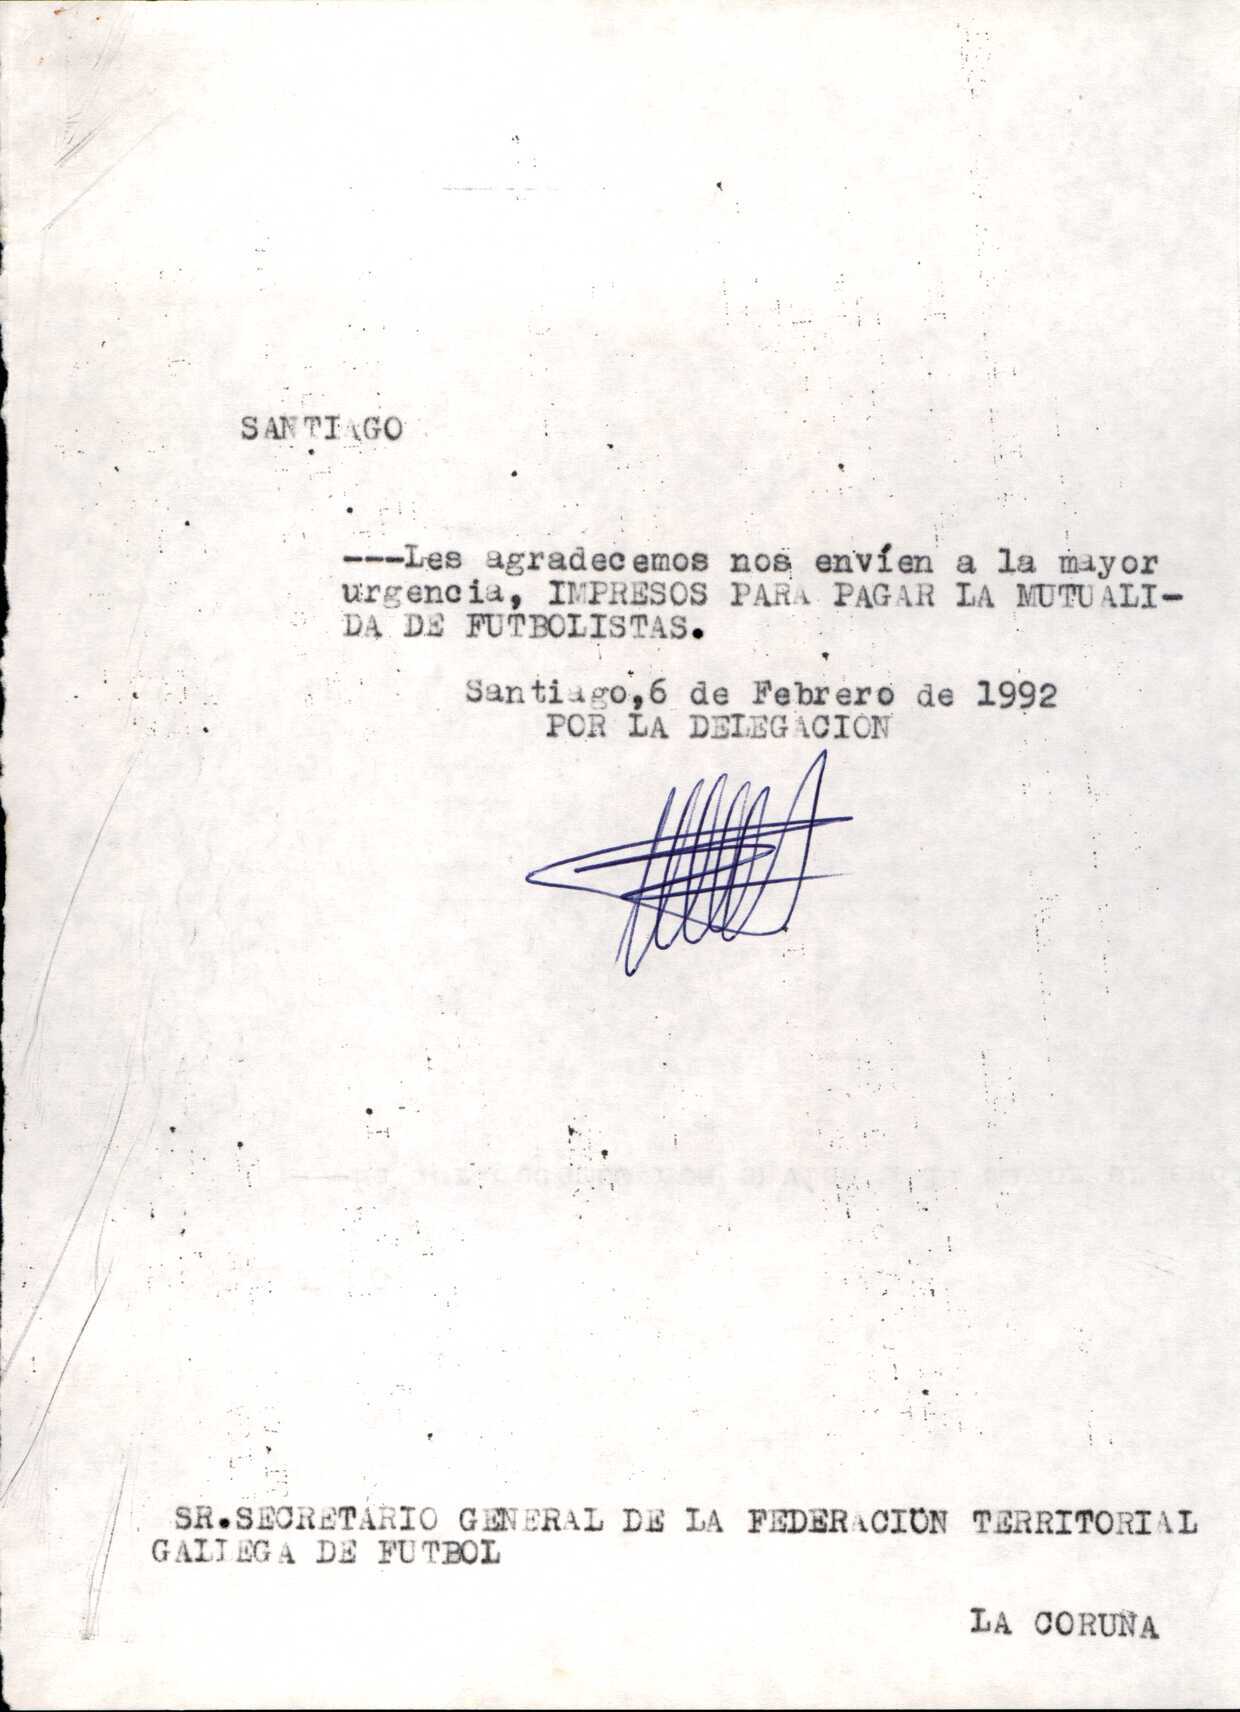 SANTIAGO
---Les agradecemos nos envíen a la mayor
urgencia, IMPRESOS PARA PAGAR LA MUTUALI-
DA DE FUTBOLISTAS.
Santiago,6 de Febrero de 1992
POR LA DELEGACION
SR.SECRETARIO GENERAL DE LA FEDERACION TERRITORIAL
GALLEGA DE FUTBOL
LA CORUÑA